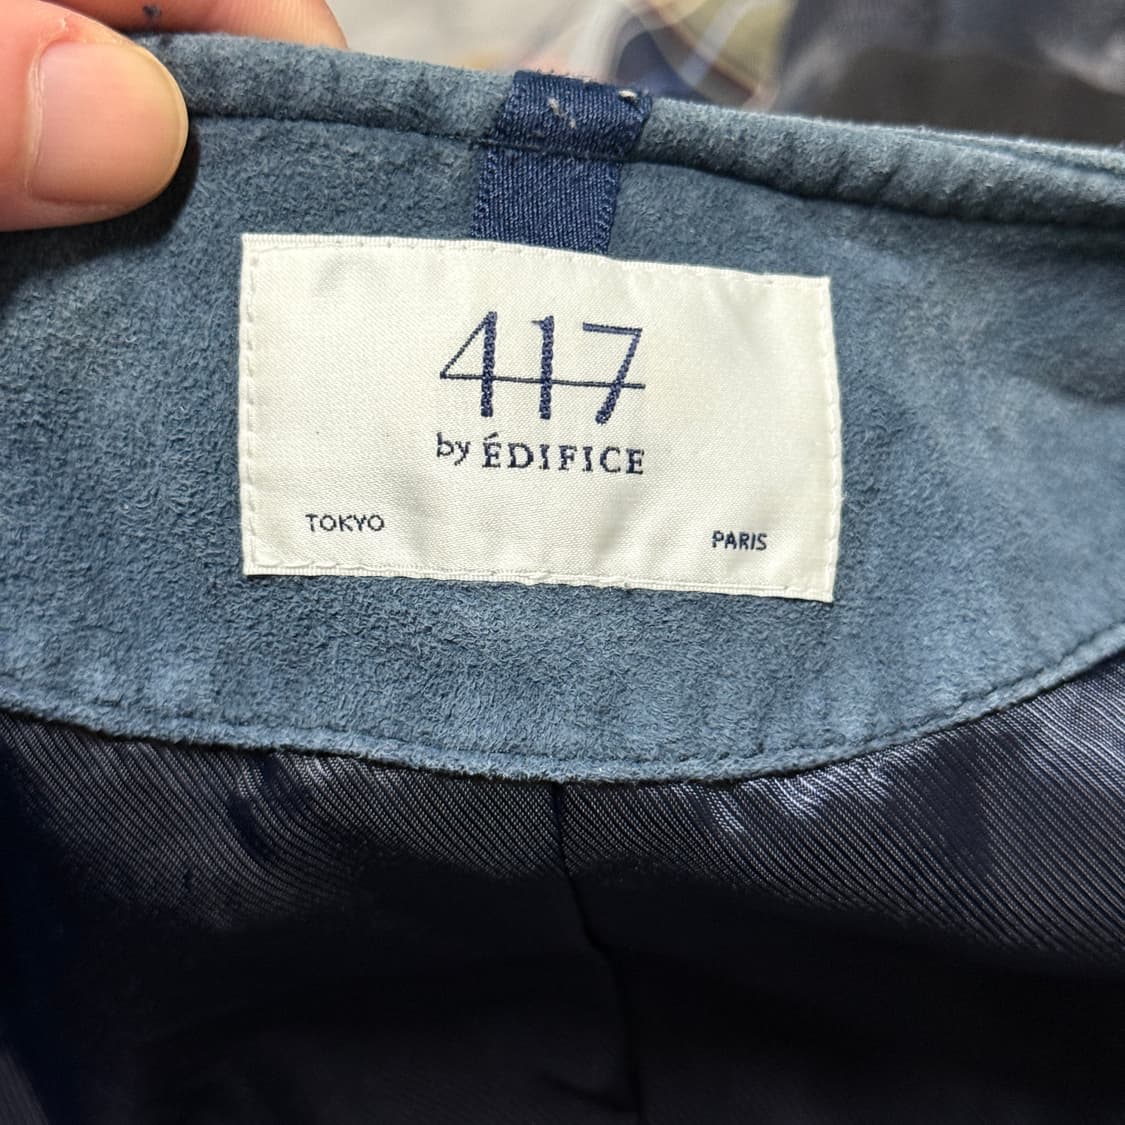 417
by ÉDIFICE
TOKYO
PARIS